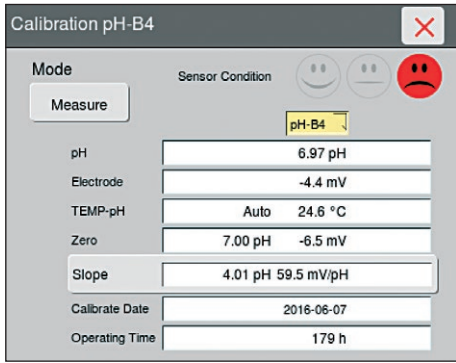 Calibration pH-B4
Mode
Sensor Condition
Measure
pH-B4
pH 6.97 pH
Electrode -4.4 mV
TEMP-pH Auto 24.6 °C
Zero 7.00 pH -6.5 mV
Slope 4.01 pH 59.5 mV/pH
Calibrate Date 2016-06-07
Operating Time 179 h